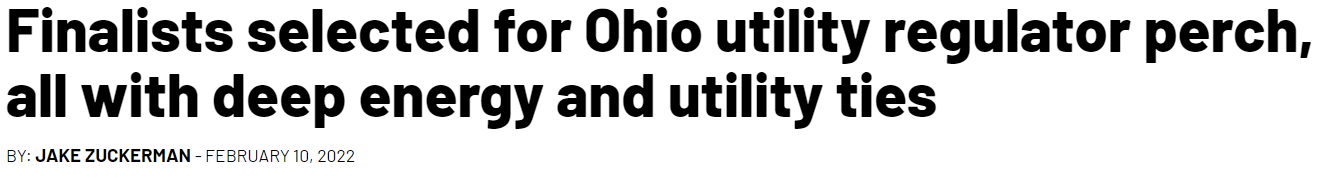 Finalists selected for Ohio utility regulator perch,
all with deep energy and utility ties
BY: JAKE ZUCKERMAN - FEBRUARY 10, 2022